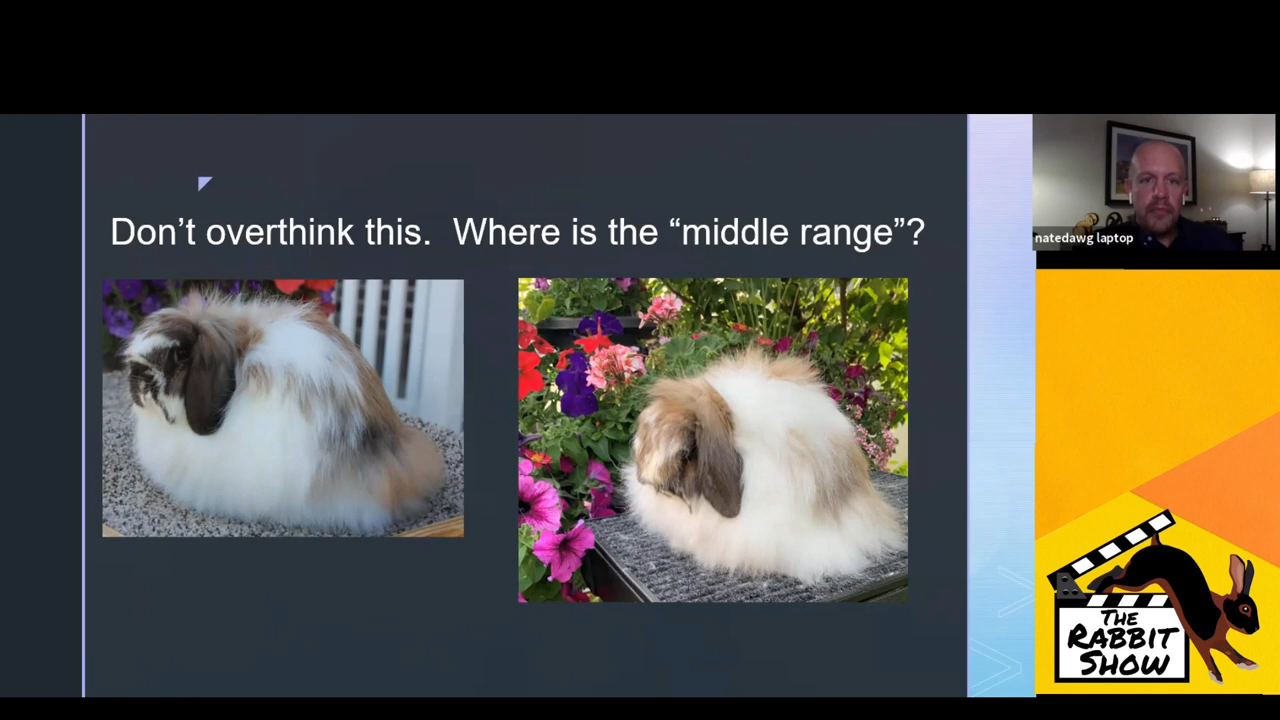 Don’t overthink this.  Where is the “middle range”?
natedawg laptop
THE
RABBIT
SHOW